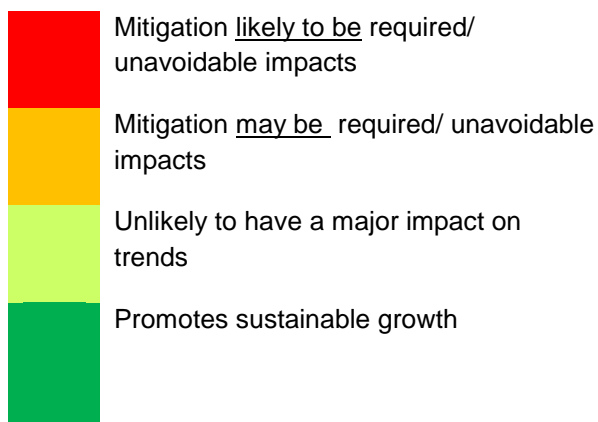 Mitigation likely to be required/
unavoidable impacts
Mitigation may be required/ unavoidable
impacts
Unlikely to have a major impact on
trends
Promotes sustainable growth